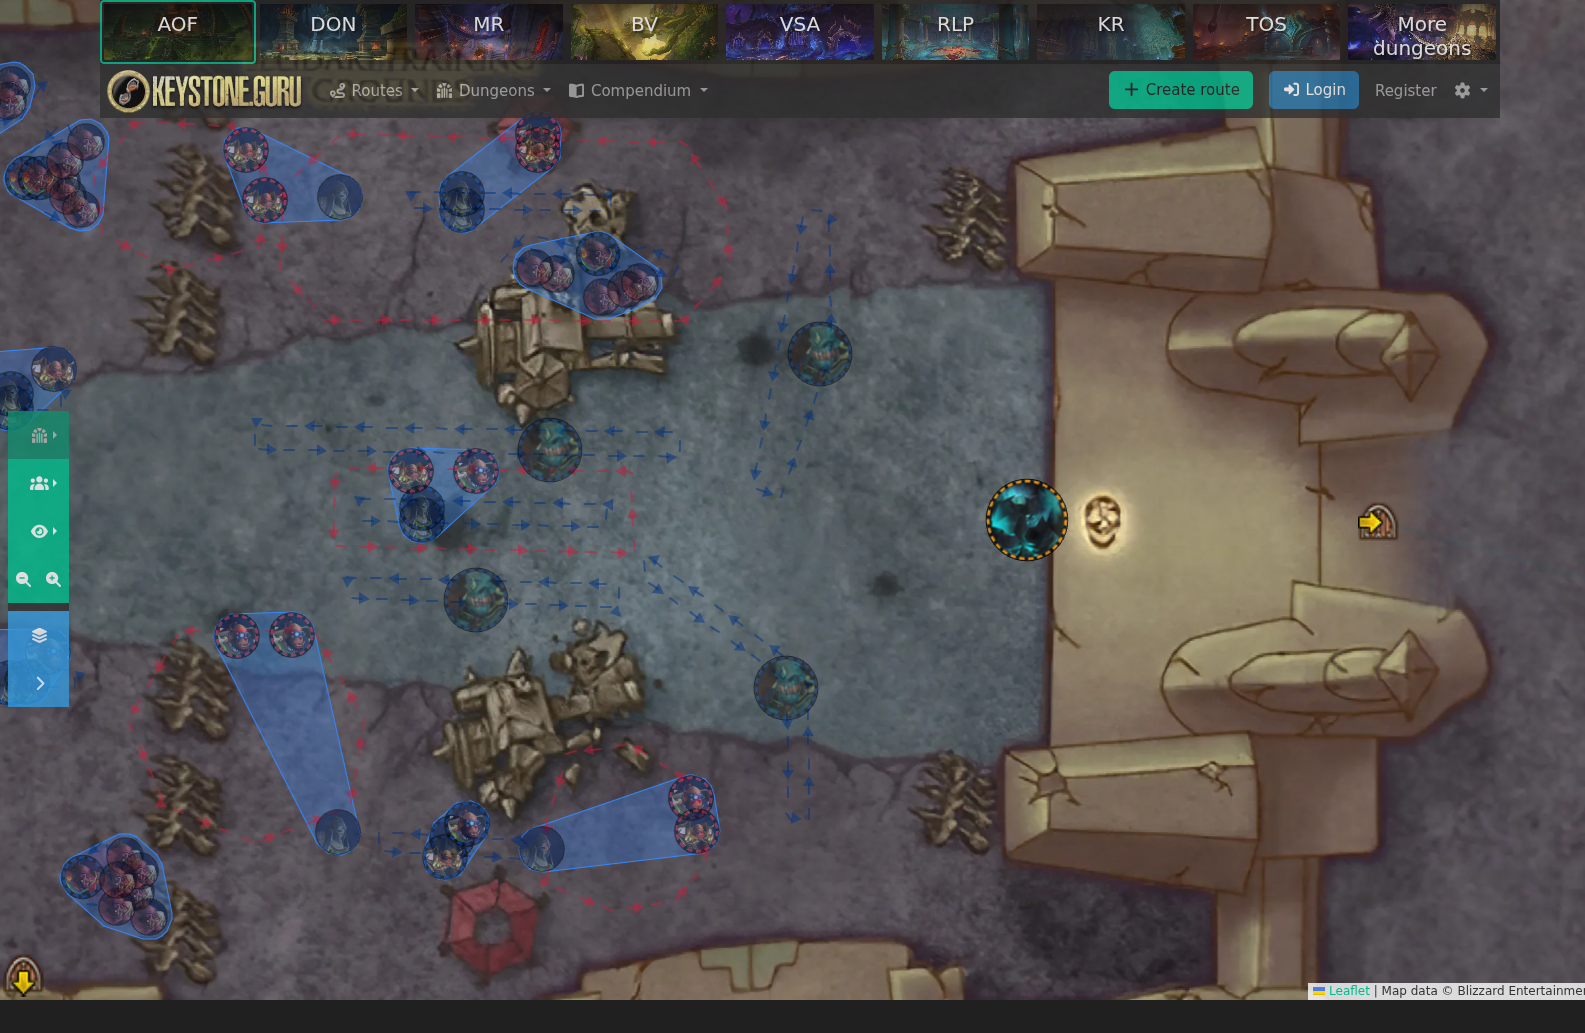 AOF
DON
MR
BV
VSA
RLP
KR
TOS
More
dungeons
KEYSTONE.GURU
Routes
Dungeons
Compendium
Create route
Login
Register
Leaflet | Map data © Blizzard Entertainme